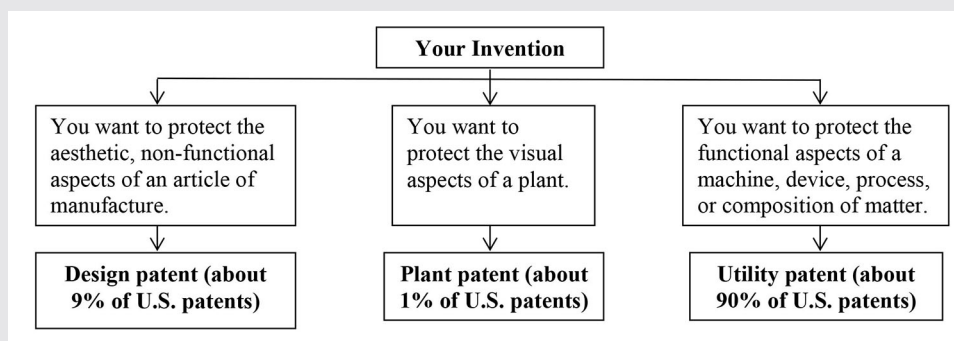 Your Invention
You want to protect the
aesthetic, non-functional
aspects of an article of
manufacture.
You want to
protect the visual
aspects of a plant.
You want to protect the
functional aspects of a
machine, device, process,
or composition of matter.
Design patent (about
9% of U.S. patents)
Plant patent (about
1% of U.S. patents)
Utility patent (about
90% of U.S. patents)